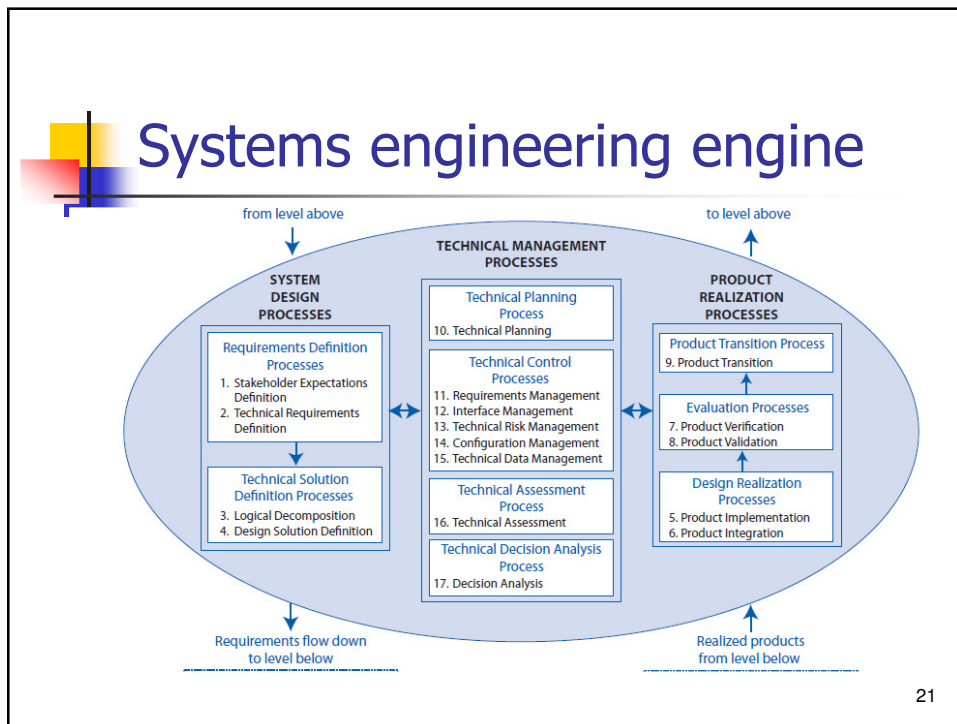 Systems engineering engine
from level above
to level above
TECHNICAL MANAGEMENT
PROCESSES
SYSTEM
DESIGN
PROCESSES
Requirements Definition
Processes
1. Stakeholder Expectations
Definition
2. Technical Requirements
Definition
Technical Solution
Definition Processes
3. Logical Decomposition
4. Design Solution Definition
Technical Planning
Process
10. Technical Planning
Technical Control
Processes
11. Requirements Management
12. Interface Management
13. Technical Risk Management
14. Configuration Management
15. Technical Data Management
Technical Assessment
Process
16. Technical Assessment
Technical Decision Analysis
Process
17. Decision Analysis
PRODUCT
REALIZATION
PROCESSES
Product Transition Process
9. Product Transition
Evaluation Processes
7. Product Verification
8. Product Validation
Design Realization
Processes
5. Product Implementation
6. Product Integration
Requirements flow down
to level below
Realized products
from level below
21